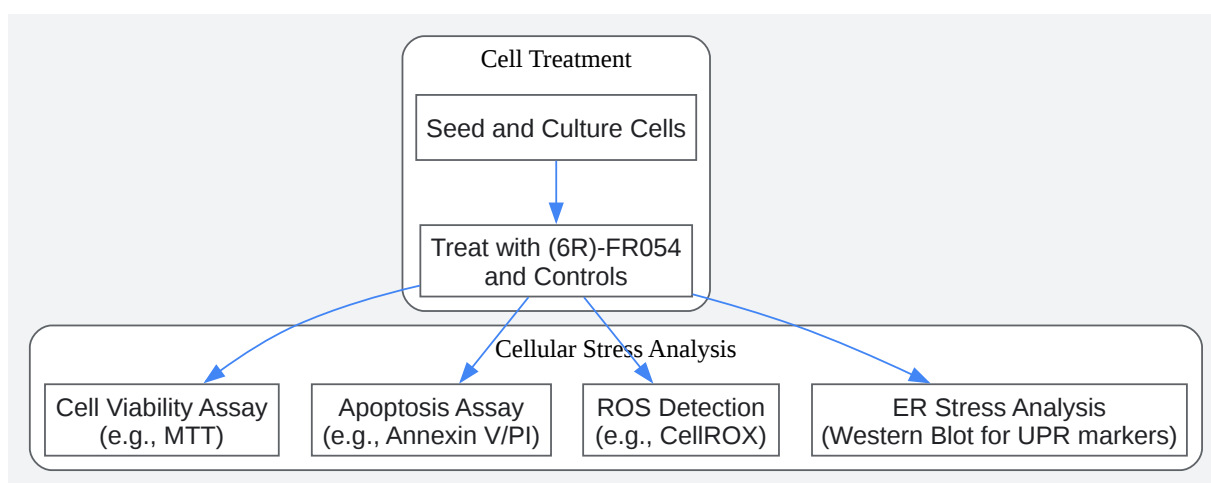 Cell Treatment
Seed and Culture Cells
Treat with (6R)-FR054
and Controls
Cellular Stress Analysis
Cell Viability Assay
(e.g., MTT)
Apoptosis Assay
(e.g., Annexin V/PI)
ROS Detection
(e.g., CellROX)
ER Stress Analysis
(Western Blot for UPR markers)